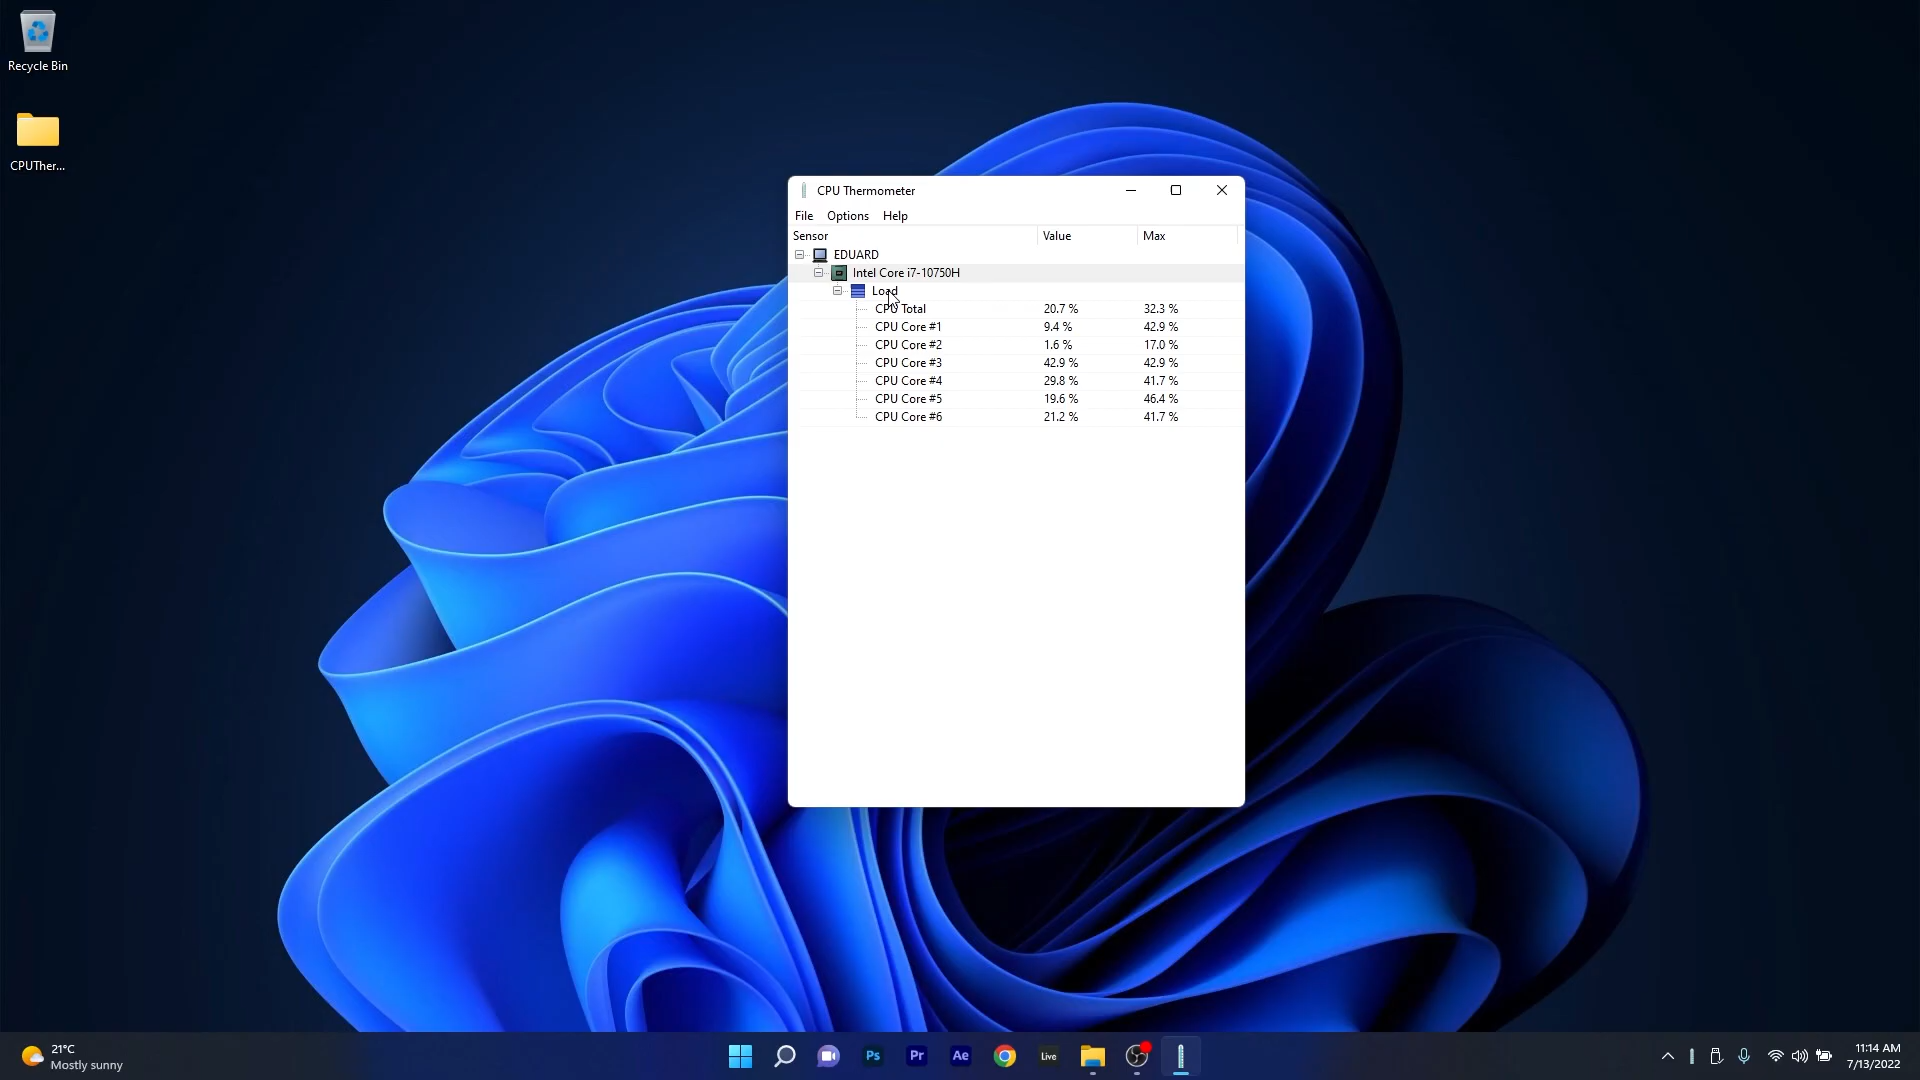 Recycle Bin
CPUTher...
CPU Thermometer
File Options Help
Sensor Value Max
EDUARD
Intel Core i7-10750H
Load
CPU Total 20.7 % 32.3 %
CPU Core #1 9.4 % 42.9 %
CPU Core #2 1.6 % 17.0 %
CPU Core #3 42.9 % 42.9 %
CPU Core #4 29.8 % 41.7 %
CPU Core #5 19.6 % 46.4 %
CPU Core #6 21.2 % 41.7 %
21°C
Mostly sunny
Ps Pr Ae Live
11:14 AM
7/13/2022